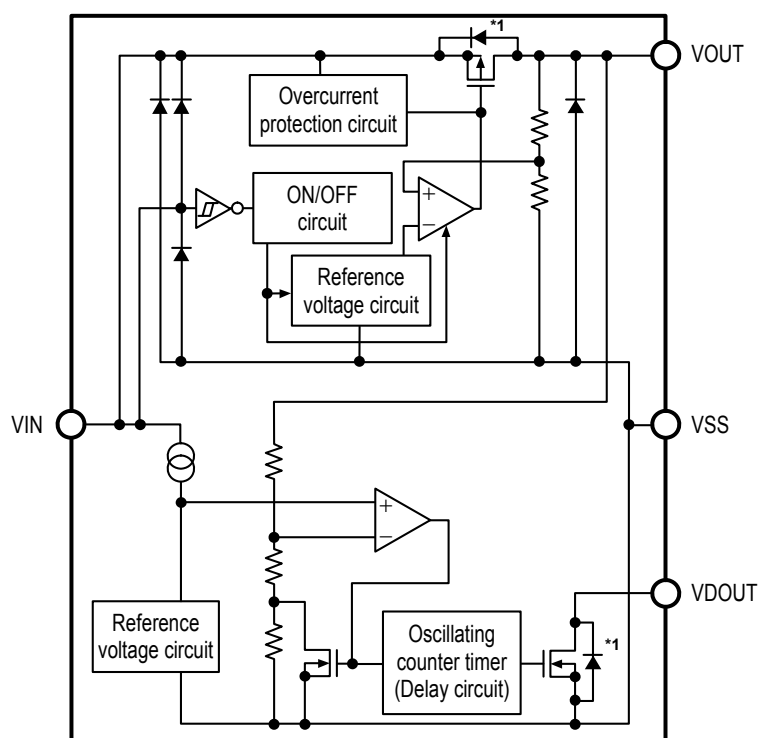 *1
VOUT
Overcurrent
protection circuit
ON/OFF
circuit
+
−
Reference
voltage circuit
VIN
VSS
+
−
VDOUT
Reference
voltage circuit
Oscillating
counter timer
(Delay circuit)
*1